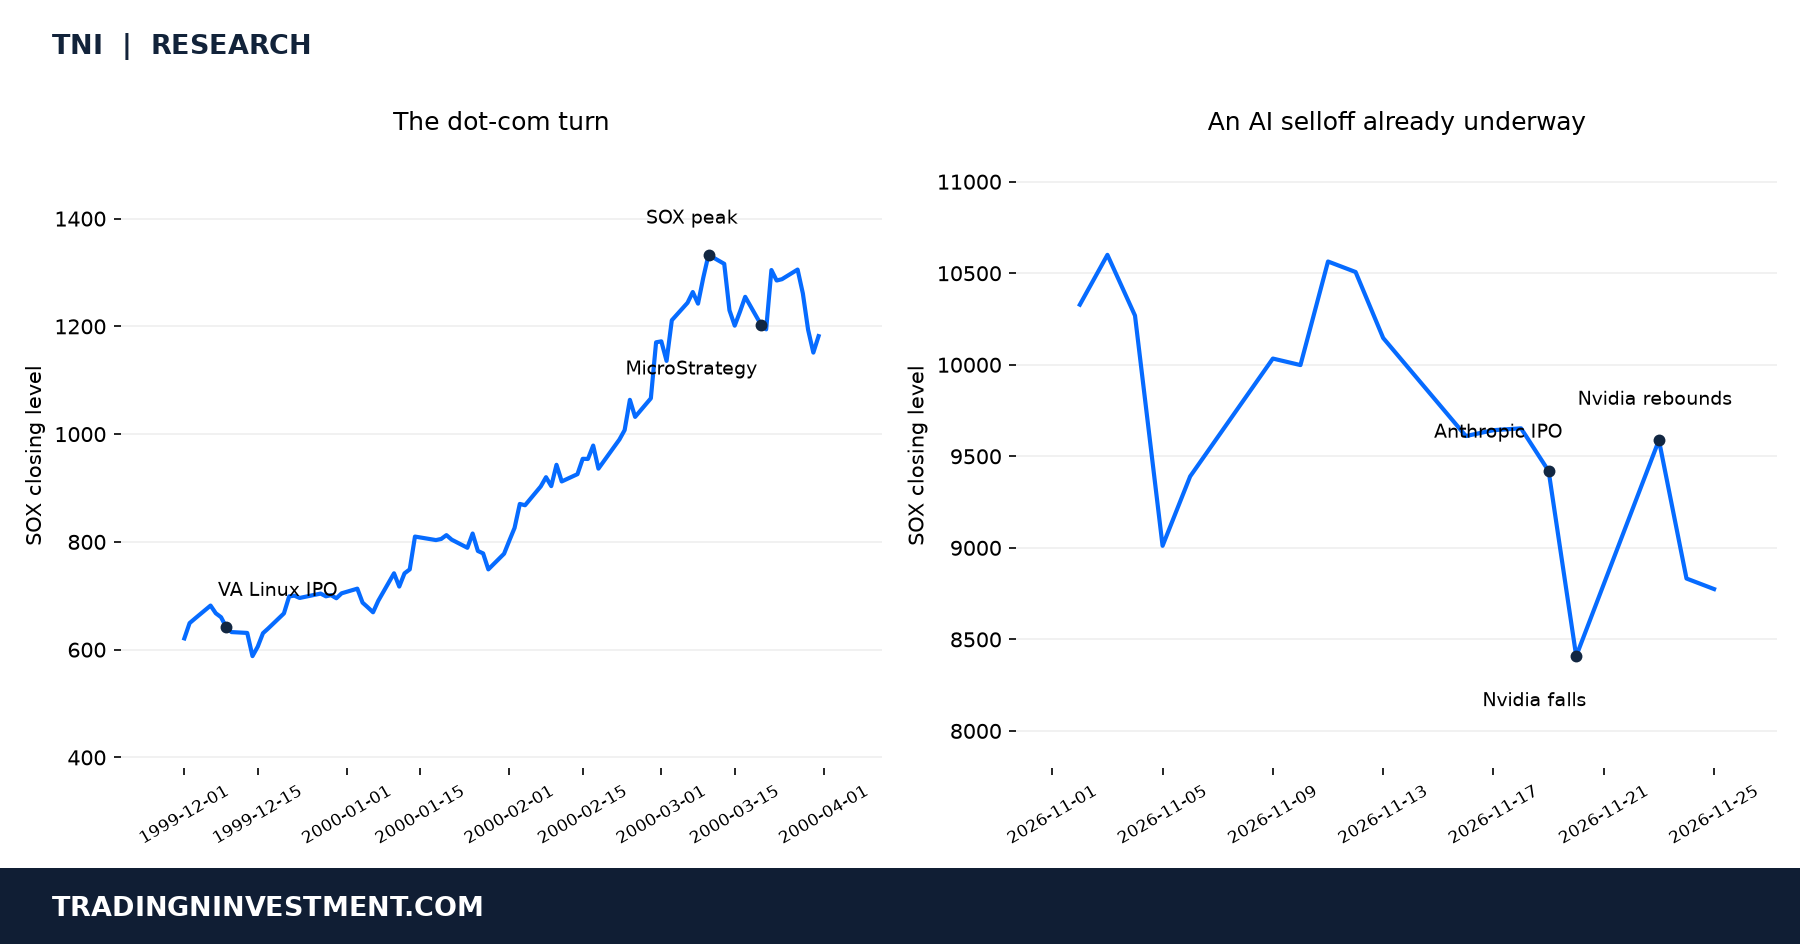 TNI | RESEARCH
The dot-com turn
SOX closing level
1400
1200
1000
800
600
400
SOX peak
MicroStrategy
VA Linux IPO
1999-12-01
1999-12-15
2000-01-01
2000-01-15
2000-02-01
2000-02-15
2000-03-01
2000-03-15
2000-04-01
An AI selloff already underway
SOX closing level
11000
10500
10000
9500
9000
8500
8000
Nvidia rebounds
Anthropic IPO
Nvidia falls
2026-11-01
2026-11-05
2026-11-09
2026-11-13
2026-11-17
2026-11-21
2026-11-25
TRADINGNINVESTMENT.COM